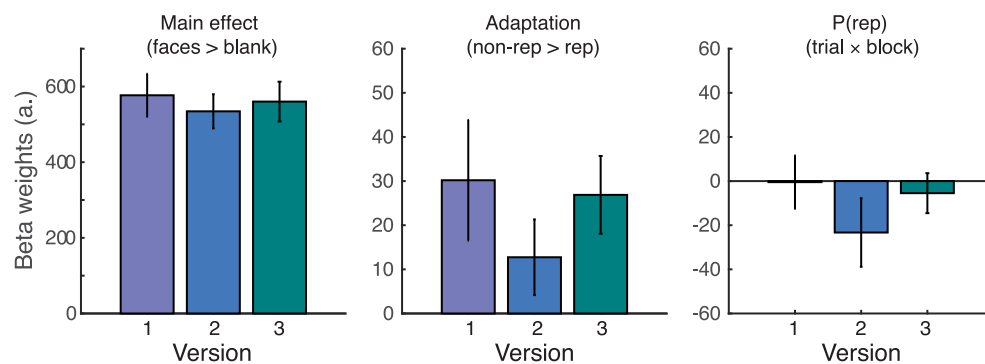 Main effect
(faces > blank)
Beta weights (a.)
600
400
200
0
1 2 3
Version
Adaptation
(non-rep > rep)
60
50
40
30
20
10
0
1 2 3
Version
P(rep)
(trial × block)
60
40
20
0
-20
-40
-60
1 2 3
Version